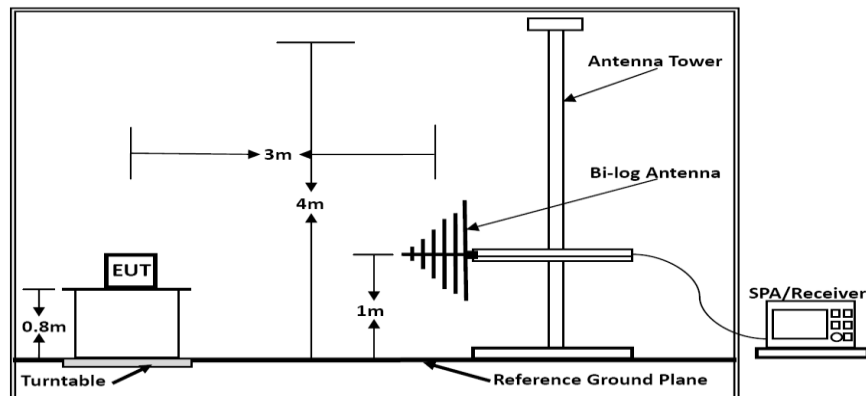 Antenna Tower
3m
Bi-log Antenna
4m
EUT
SPA/Receiver
0.8m
1m
Turntable
Reference Ground Plane